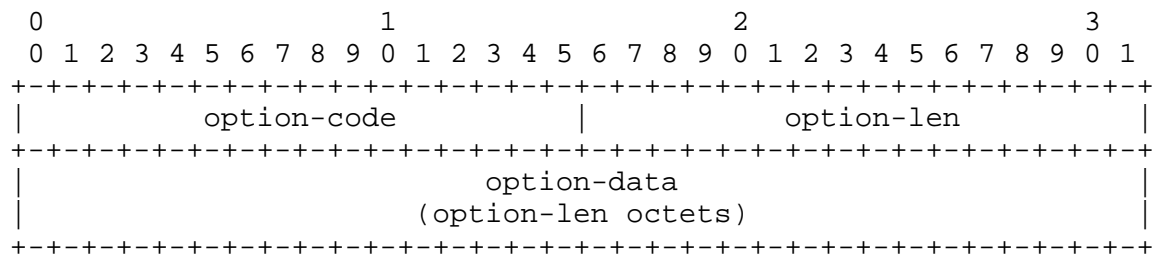 0                   1                   2                   3
 0 1 2 3 4 5 6 7 8 9 0 1 2 3 4 5 6 7 8 9 0 1 2 3 4 5 6 7 8 9 0 1
+-+-+-+-+-+-+-+-+-+-+-+-+-+-+-+-+-+-+-+-+-+-+-+-+-+-+-+-+-+-+-+-+
|          option-code          |           option-len          |
+-+-+-+-+-+-+-+-+-+-+-+-+-+-+-+-+-+-+-+-+-+-+-+-+-+-+-+-+-+-+-+-+
|                          option-data                          |
|                      (option-len octets)                      |
+-+-+-+-+-+-+-+-+-+-+-+-+-+-+-+-+-+-+-+-+-+-+-+-+-+-+-+-+-+-+-+-+